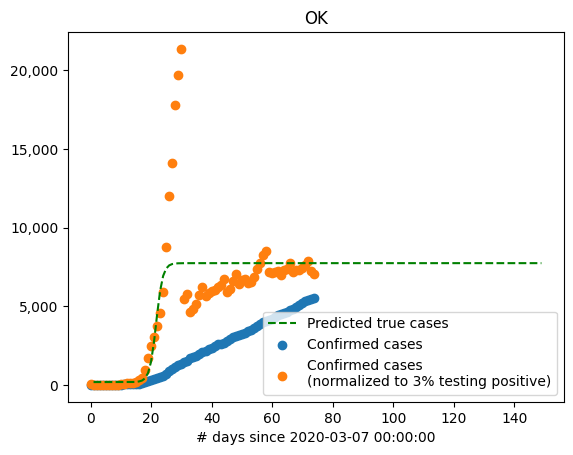 OK
20,000
15,000
10,000
5,000
0
Predicted true cases
Confirmed cases
Confirmed cases
(normalized to 3% testing positive)
0 20 40 60 80 100 120 140
# days since 2020-03-07 00:00:00